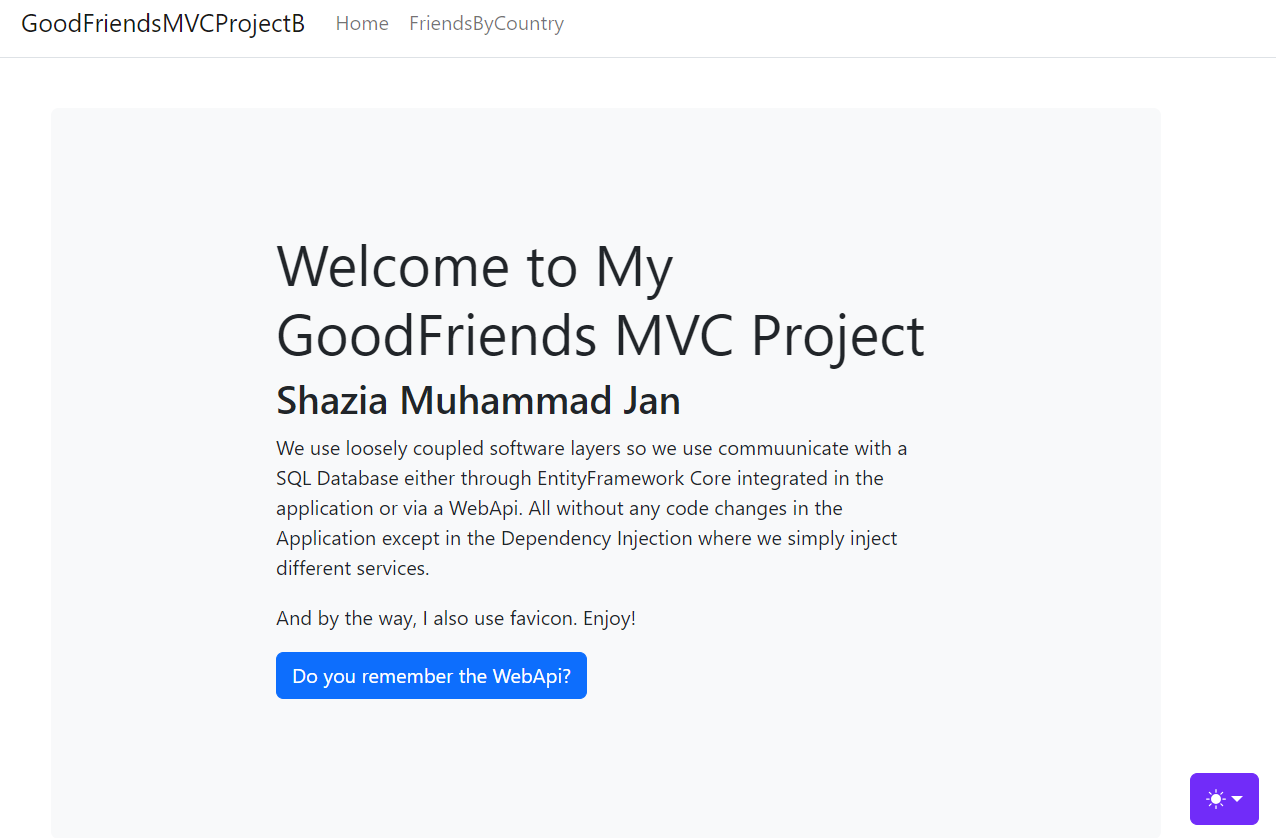 GoodFriendsMVCProjectB Home FriendsByCountry
Welcome to My
GoodFriends MVC Project
Shazia Muhammad Jan
We use loosely coupled software layers so we use commuunicate with a
SQL Database either through EntityFramework Core integrated in the
application or via a WebApi. All without any code changes in the
Application except in the Dependency Injection where we simply inject
different services.
And by the way, I also use favicon. Enjoy!
Do you remember the WebApi?